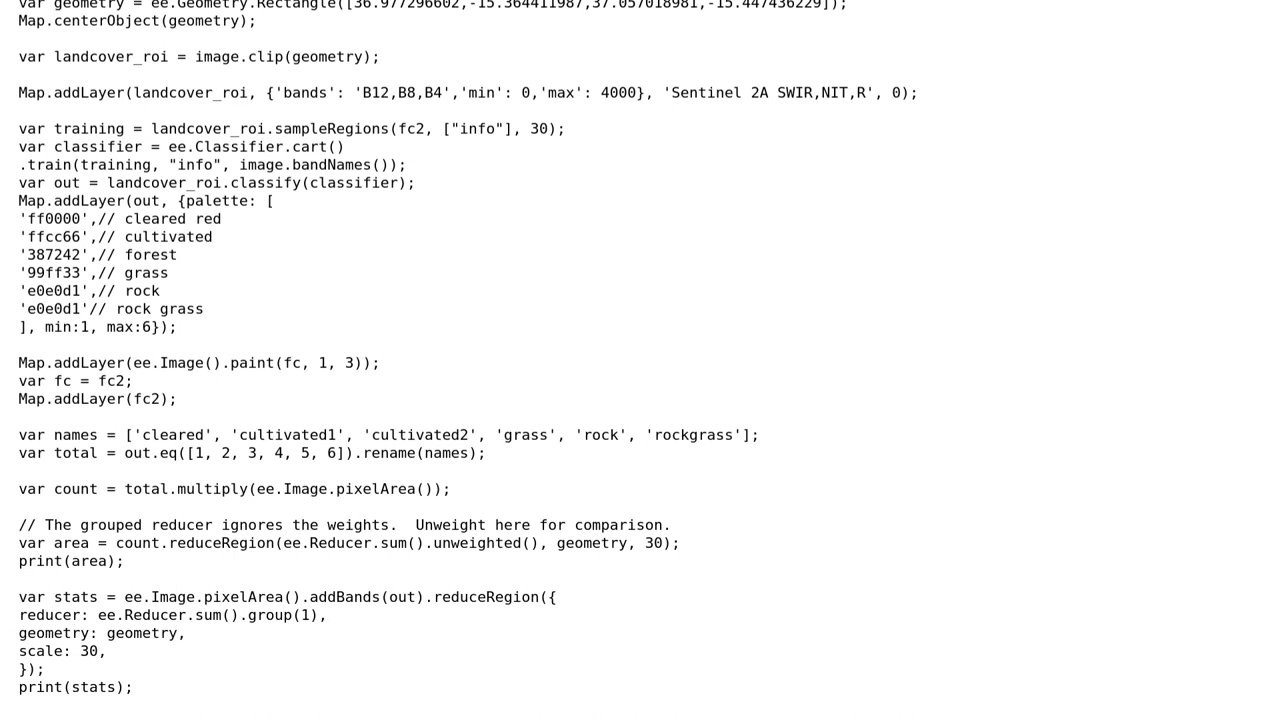 var geometry = ee.Geometry.Rectangle([36.977296602,-15.364411987,37.057018981,-15.447436229]);
Map.centerObject(geometry);
var landcover_roi = image.clip(geometry);
Map.addLayer(landcover_roi, {'bands': 'B12,B8,B4','min': 0,'max': 4000}, 'Sentinel 2A SWIR,NIT,R', 0);
var training = landcover_roi.sampleRegions(fc2, ["info"], 30);
var classifier = ee.Classifier.cart()
.train(training, "info", image.bandNames());
var out = landcover_roi.classify(classifier);
Map.addLayer(out, {palette: [
'ff0000',// cleared red
'ffcc66',// cultivated
'387242',// forest
'99ff33',// grass
'e0e0d1',// rock
'e0e0d1'// rock grass
], min:1, max:6});
Map.addLayer(ee.Image().paint(fc, 1, 3));
var fc = fc2;
Map.addLayer(fc2);
var names = ['cleared', 'cultivated1', 'cultivated2', 'grass', 'rock', 'rockgrass'];
var total = out.eq([1, 2, 3, 4, 5, 6]).rename(names);
var count = total.multiply(ee.Image.pixelArea());
// The grouped reducer ignores the weights.  Unweight here for comparison.
var area = count.reduceRegion(ee.Reducer.sum().unweighted(), geometry, 30);
print(area);
var stats = ee.Image.pixelArea().addBands(out).reduceRegion({
reducer: ee.Reducer.sum().group(1),
geometry: geometry,
scale: 30,
});
print(stats);